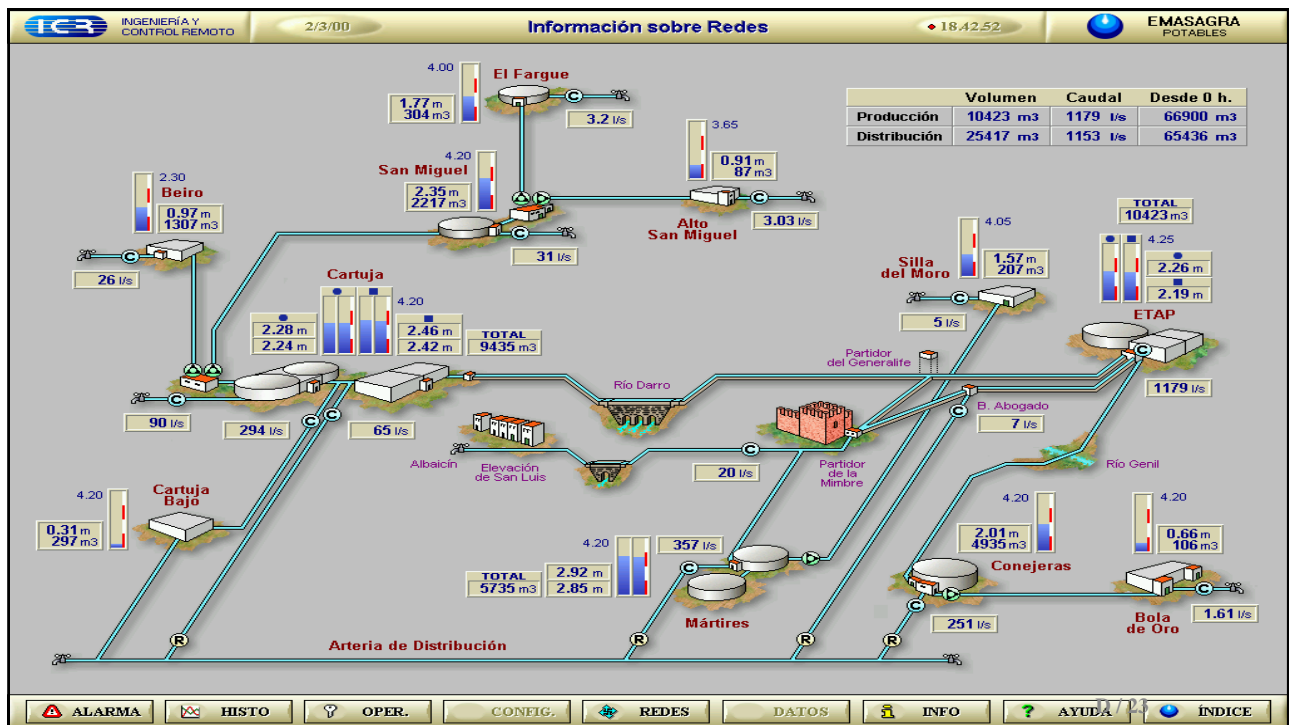 ICR INGENIERÍA Y CONTROL REMOTO
2/3/00
Información sobre Redes
18.42.52
EMASAGRA
POTABLES
4.00
El Fargue
1.77 m
304 m3
C
3.2 l/s
Volumen Caudal Desde 0 h.
Producción 10423 m3 1179 l/s 66900 m3
Distribución 25417 m3 1153 l/s 65436 m3
3.65
0.91 m
87 m3
C
Alto
San Miguel
3.03 l/s
4.20
San Miguel
2.35 m
2217 m3
C
31 l/s
2.30
Beiro
0.97 m
1307 m3
C
26 l/s
TOTAL
10423 m3
4.25
2.26 m
2.19 m
ETAP
C
1179 l/s
4.05
Silla
del Moro
1.57 m
207 m3
C
5 l/s
Cartuja
4.20
2.28 m
2.24 m
2.46 m
2.42 m
TOTAL
9435 m3
C
90 l/s
C
294 l/s
C
65 l/s
Río Darro
Partidor
del Generalife
B. Abogado
C
7 l/s
Albaicín
Elevación
de San Luis
C
20 l/s
Partidor
de la
Mimbre
Río Genil
4.20
Cartuja
Bajo
0.31 m
297 m3
4.20
357 l/s
C
TOTAL
5735 m3
2.92 m
2.85 m
Mártires
4.20
2.01 m
4935 m3
Conejeras
C
251 l/s
4.20
0.66 m
106 m3
C
Bola
de Oro
1.61 l/s
R
R
R
R
Arteria de Distribución
ALARMA
HISTO
OPER.
CONFIG.
REDES
DATOS
INFO
AYUDA
ÍNDICE
D / 23